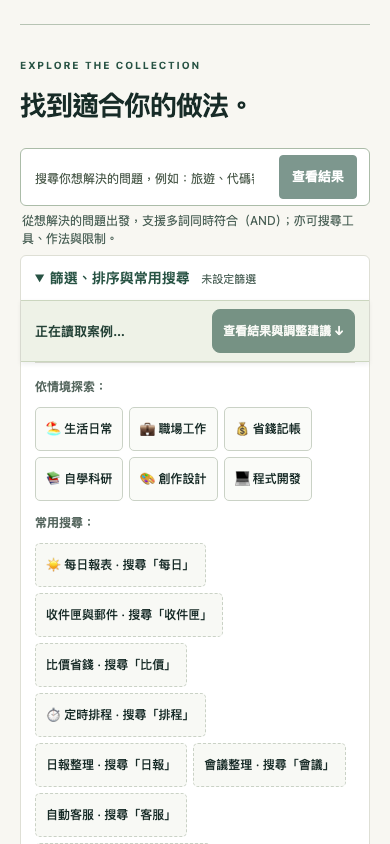 EXPLORE THE COLLECTION
找到適合你的做法。
搜尋你想解決的問題，例如：旅遊、代碼
查看結果
從想解決的問題出發，支援多詞同時符合（AND）；亦可搜尋工
具、作法與限制。
▼ 篩選、排序與常用搜尋 未設定篩選
正在讀取案例…
查看結果與調整建議 ↓
依情境探索：
🏖️ 生活日常
💼 職場工作
💰 省錢記帳
📚 自學科研
🎨 創作設計
💻 程式開發
常用搜尋：
☀️ 每日報表 · 搜尋「每日」
收件匣與郵件 · 搜尋「收件匣」
比價省錢 · 搜尋「比價」
⏱️ 定時排程 · 搜尋「排程」
日報整理 · 搜尋「日報」
會議整理 · 搜尋「會議」
自動客服 · 搜尋「客服」